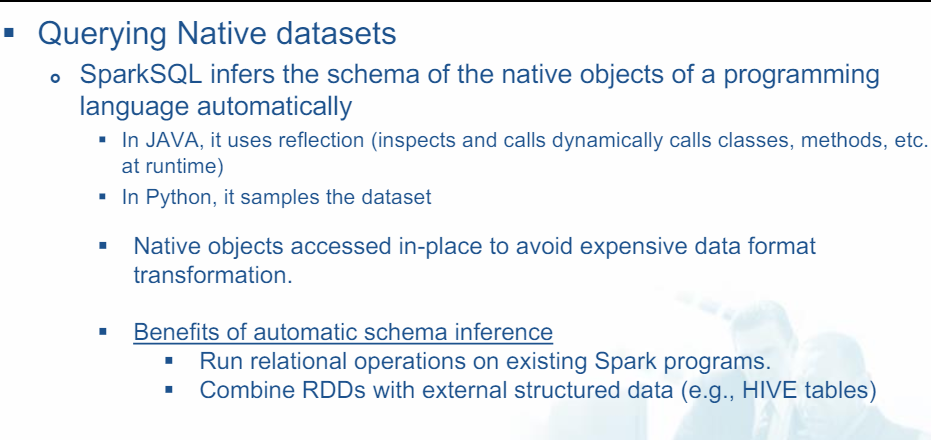 ▪ Querying Native datasets
o SparkSQL infers the schema of the native objects of a programming
language automatically
▪ In JAVA, it uses reflection (inspects and calls dynamically calls classes, methods, etc.
at runtime)
▪ In Python, it samples the dataset
▪ Native objects accessed in-place to avoid expensive data format
transformation.
▪ Benefits of automatic schema inference
▪ Run relational operations on existing Spark programs.
▪ Combine RDDs with external structured data (e.g., HIVE tables)